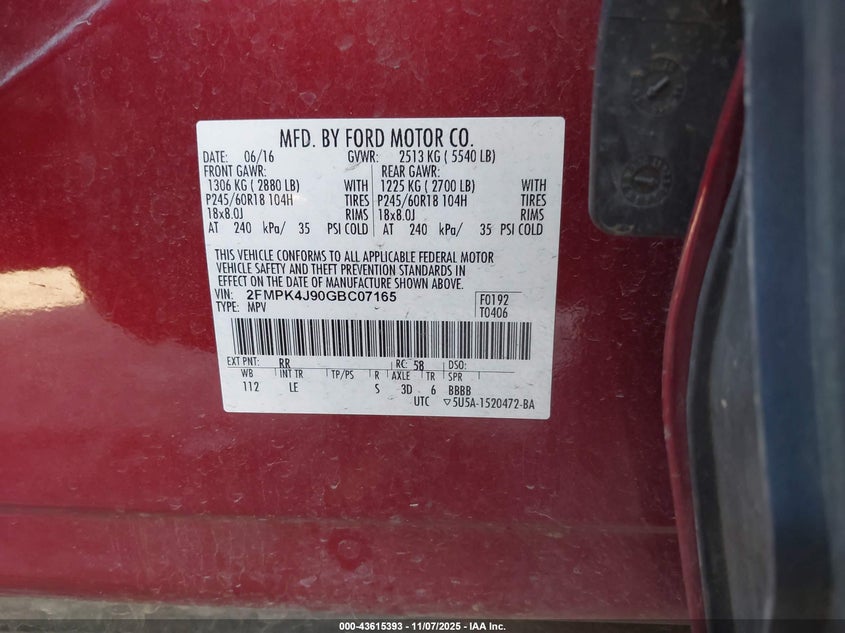 MFD. BY FORD MOTOR CO.
DATE: 06/16 GVWR: 2513 KG ( 5540 LB)
FRONT GAWR: REAR GAWR:
1306 KG ( 2880 LB) WITH 1225 KG ( 2700 LB) WITH
P245/60R18 104H TIRES P245/60R18 104H TIRES
18x8.0J RIMS 18x8.0J RIMS
AT 240 kPa/ 35 PSI COLD AT 240 kPa/ 35 PSI COLD
THIS VEHICLE CONFORMS TO ALL APPLICABLE FEDERAL MOTOR
VEHICLE SAFETY AND THEFT PREVENTION STANDARDS IN
EFFECT ON THE DATE OF MANUFACTURE SHOWN ABOVE.
VIN: 2FMPK4J90GBC07165 F0192
TYPE: MPV T0406
EXT PNT: RR RC: 58 DSO:
WB INT TR TP/PS R AXLE TR SPR
112 LE S 3D 6 BBBB
UTC ▽5U5A-1520472-BA
000-43615393 - 11/07/2025 - IAA Inc.